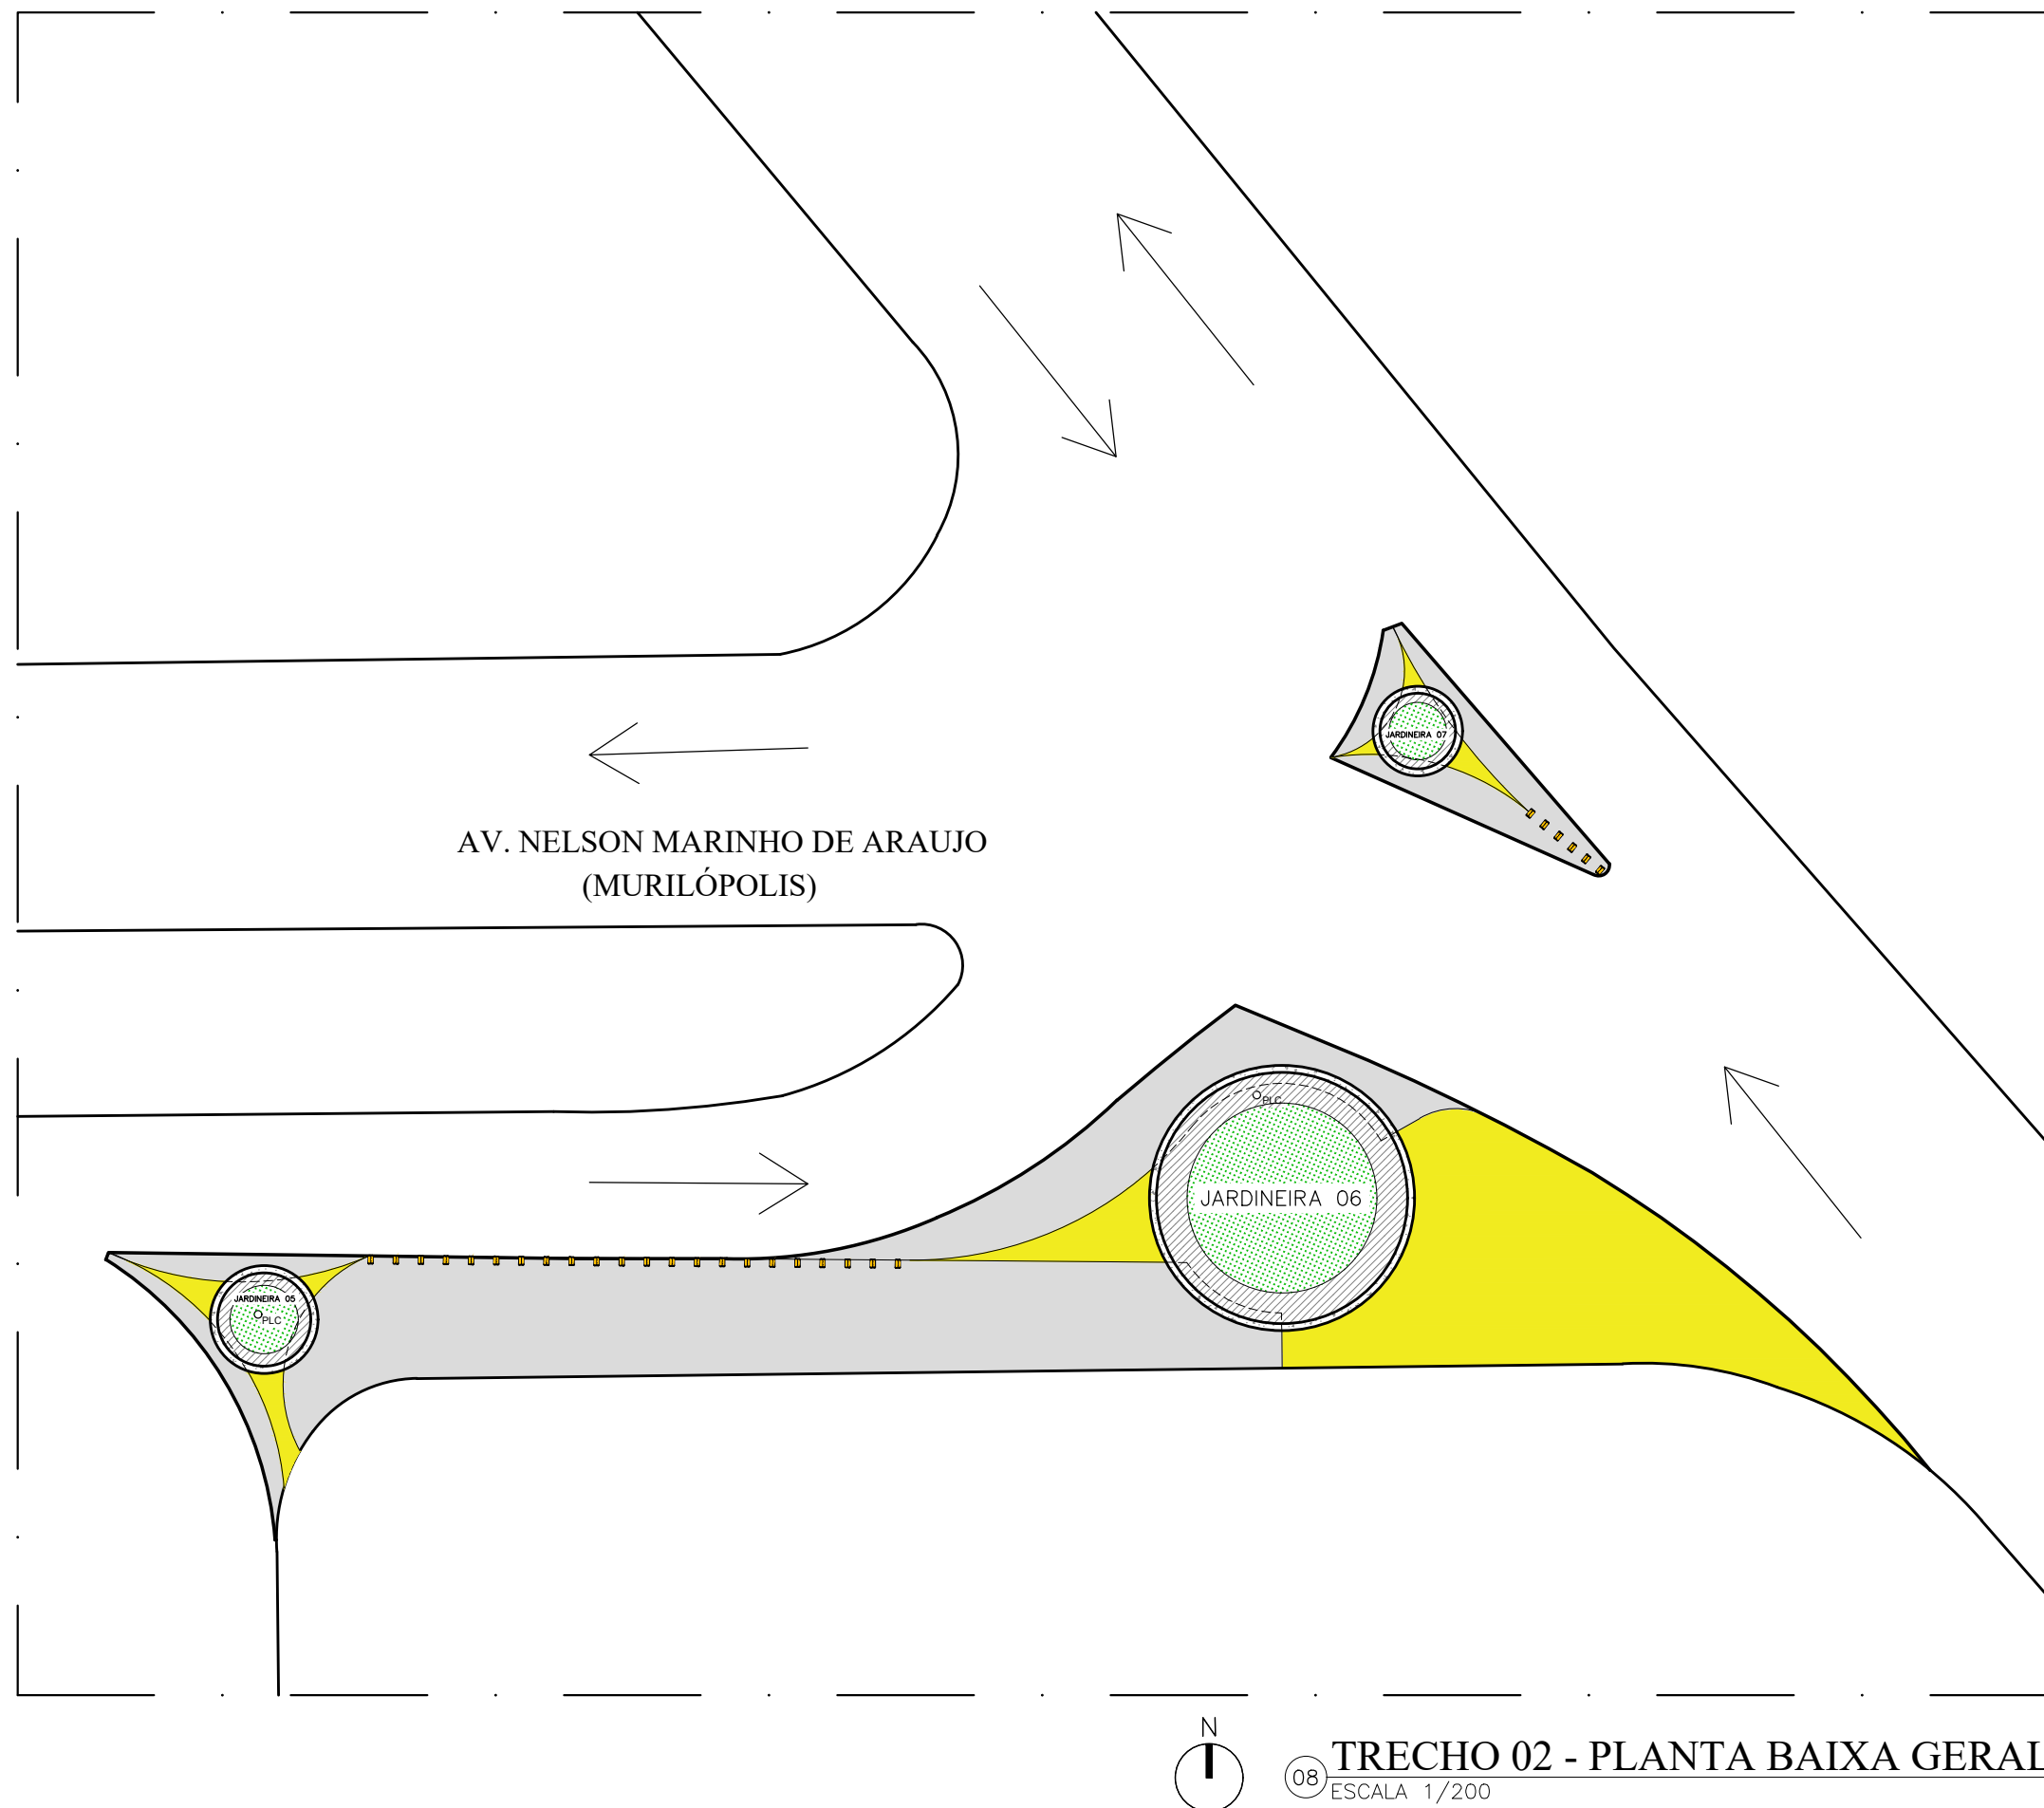 JARDINEIRA 07
AV. NELSON MARINHO DE ARAUJO
(MURILÓPOLIS)
PLC
JARDINEIRA 06
JARDINEIRA 05
PLC
N
08
TRECHO 02 - PLANTA BAIXA GERAL
ESCALA 1/200